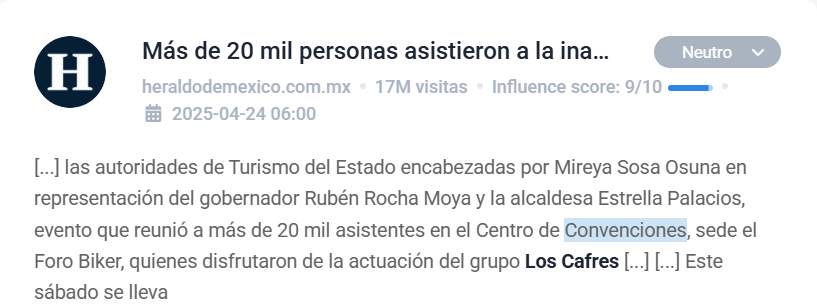 H
Más de 20 mil personas asistieron a la ina...
Neutro
heraldodemexico.com.mx • 17M visitas • Influence score: 9/10 •
2025-04-24 06:00
[...] las autoridades de Turismo del Estado encabezadas por Mireya Sosa Osuna en
representación del gobernador Rubén Rocha Moya y la alcaldesa Estrella Palacios,
evento que reunió a más de 20 mil asistentes en el Centro de Convenciones, sede el
Foro Biker, quienes disfrutaron de la actuación del grupo Los Cafres [...] [...] Este
sábado se lleva